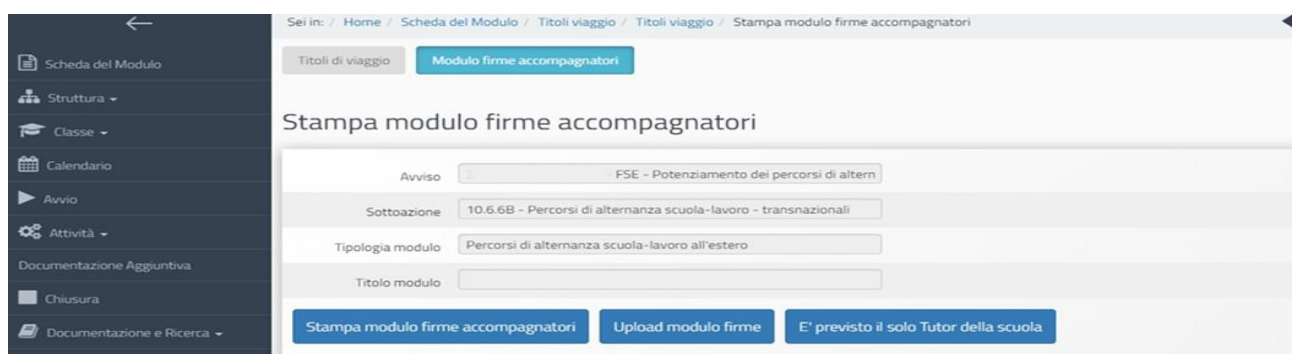 Sei in: / Home / Scheda del Modulo / Titoli viaggio / Titoli viaggio / Stampa modulo firme accompagnatori
Scheda del Modulo
Struttura
Classe
Calendario
Avvio
Attività
Documentazione Aggiuntiva
Chiusura
Documentazione e Ricerca
Titoli di viaggio
Modulo firme accompagnatori
Stampa modulo firme accompagnatori
Avviso FSE - Potenziamento dei percorsi di altern
Sottoazione 10.6.6B - Percorsi di alternanza scuola-lavoro - transnazionali
Tipologia modulo Percorsi di alternanza scuola-lavoro all'estero
Titolo modulo
Stampa modulo firme accompagnatori
Upload modulo firme
E' previsto il solo Tutor della scuola